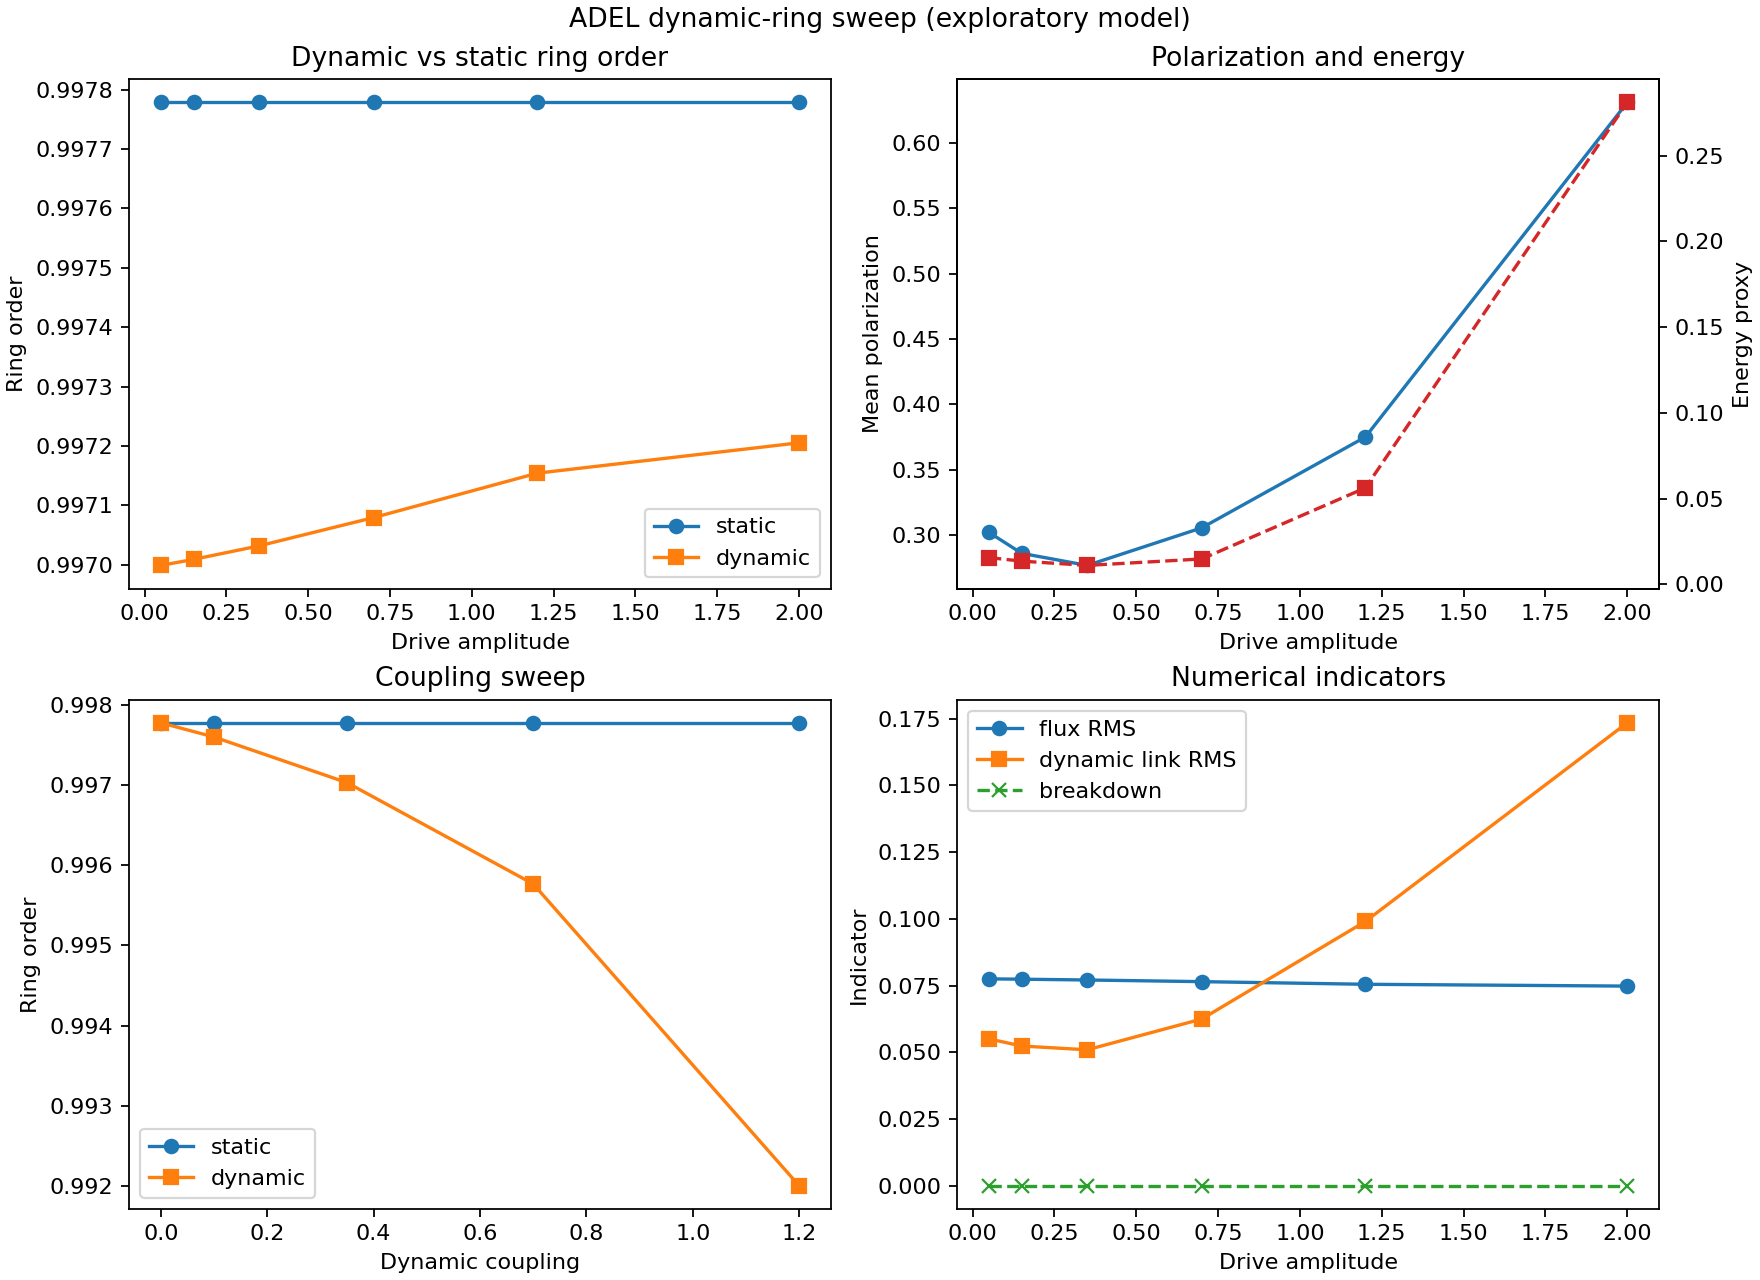 ADEL dynamic-ring sweep (exploratory model)
Dynamic vs static ring order
0.9978
0.9977
0.9976
0.9975
0.9974
0.9973
0.9972
0.9971
0.9970
Ring order
static
dynamic
0.00 0.25 0.50 0.75 1.00 1.25 1.50 1.75 2.00
Drive amplitude
Polarization and energy
0.60
0.55
0.50
0.45
0.40
0.35
0.30
Mean polarization
0.25
0.20
0.15
0.10
0.05
0.00
Energy proxy
0.00 0.25 0.50 0.75 1.00 1.25 1.50 1.75 2.00
Drive amplitude
Coupling sweep
0.998
0.997
0.996
0.995
0.994
0.993
0.992
Ring order
static
dynamic
0.0 0.2 0.4 0.6 0.8 1.0 1.2
Dynamic coupling
Numerical indicators
0.175
0.150
0.125
0.100
0.075
0.050
0.025
0.000
Indicator
flux RMS
dynamic link RMS
breakdown
0.00 0.25 0.50 0.75 1.00 1.25 1.50 1.75 2.00
Drive amplitude